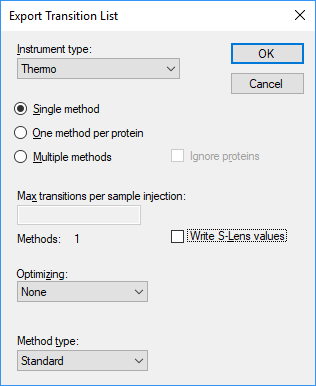 Export Transition List
Instrument type:
Thermo
OK
Cancel
Single method
One method per protein
Multiple methods
Ignore proteins
Max transitions per sample injection:
Methods: 1
Write S-Lens values
Optimizing:
None
Method type:
Standard